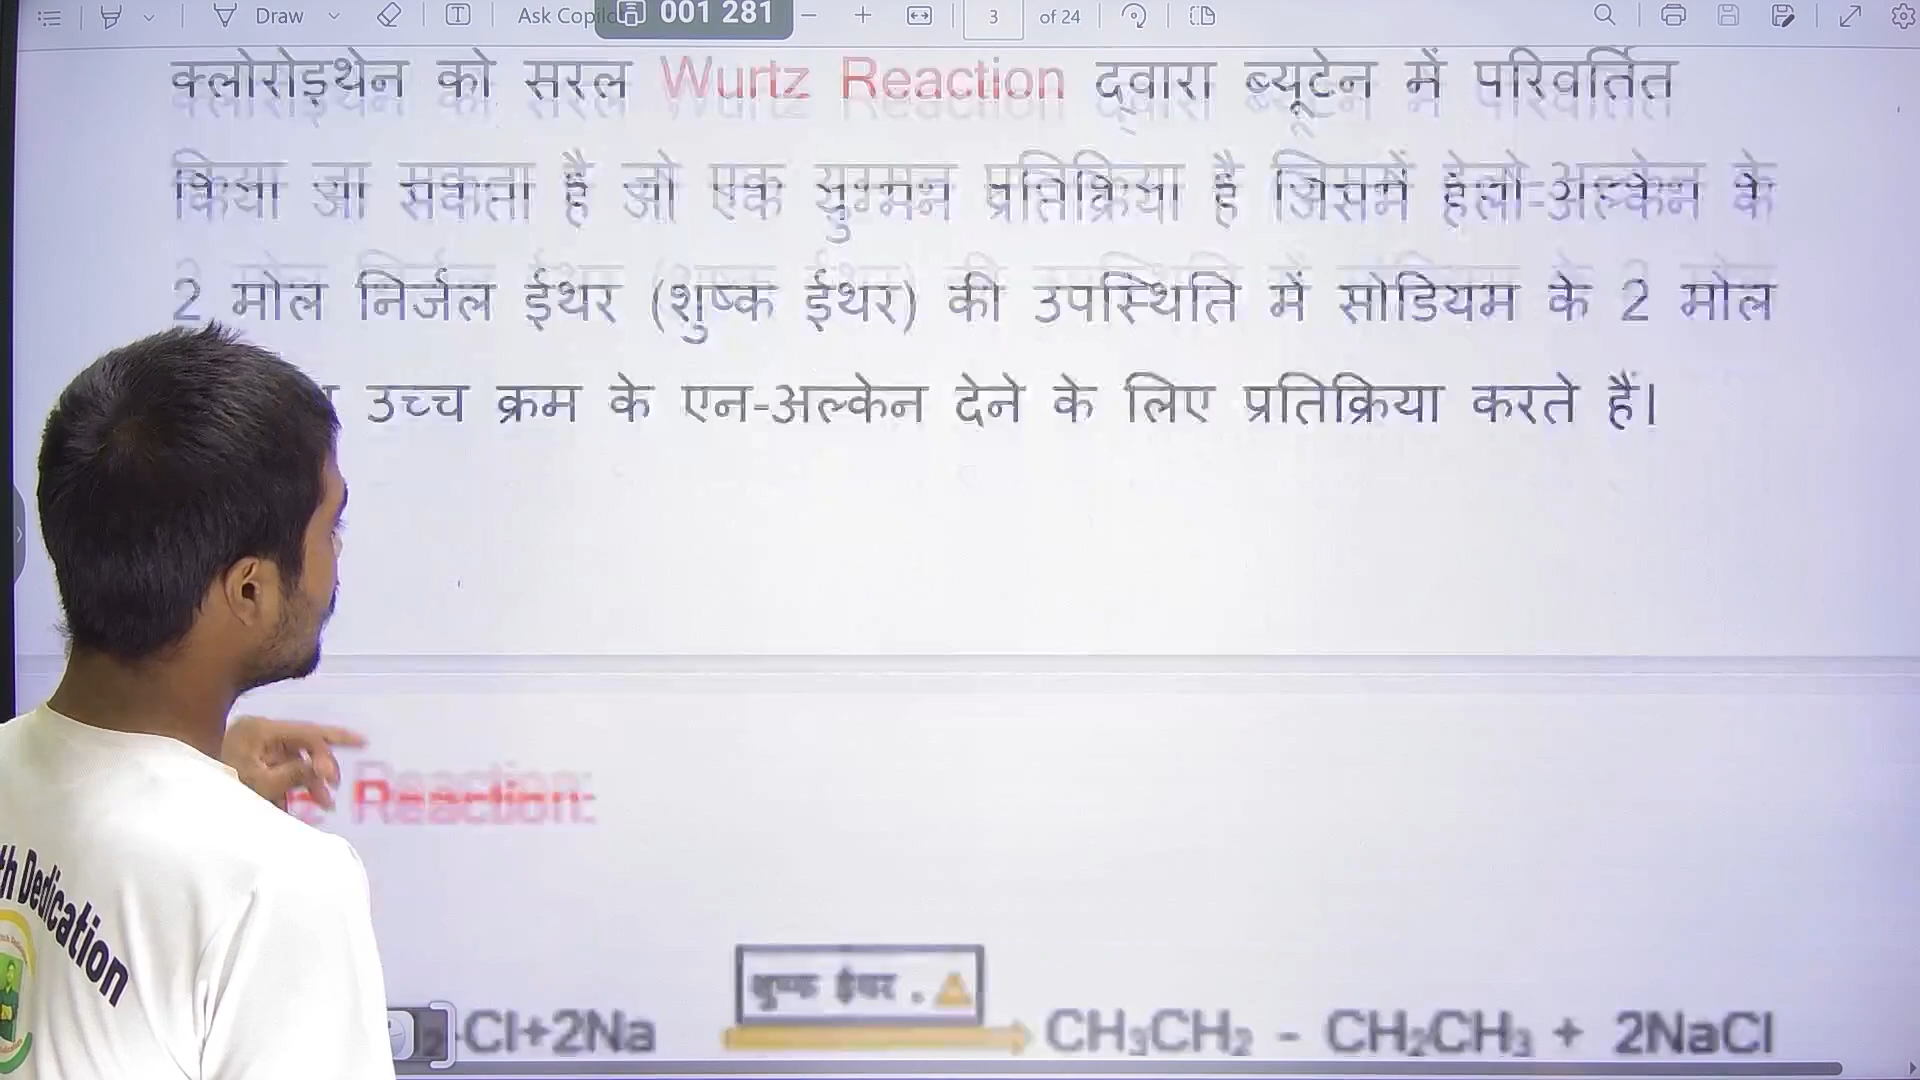 Draw
Ask Copil
001 281
3 of 24
क्लोरोइथेन को सरल Wurtz Reaction द्वारा ब्यूटेन में परिवर्तित
किया जा सकता है जो एक युग्मन प्रतिक्रिया है जिसमें हेलो-अल्केन के
2 मोल निर्जल ईथर (शुष्क ईथर) की उपस्थिति में सोडियम के 2 मोल
उच्च क्रम के एन-अल्केन देने के लिए प्रतिक्रिया करते हैं।
Reaction:
शुष्क ईथर .
Cl+2Na CH₃CH₂ - CH₂CH₃ + 2NaCl
th Dedication